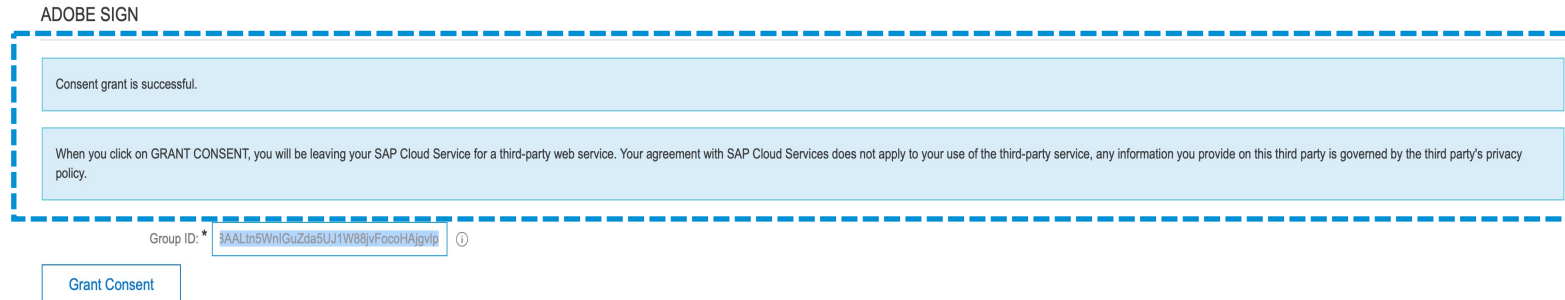 ADOBE SIGN
Consent grant is successful.
When you click on GRANT CONSENT, you will be leaving your SAP Cloud Service for a third-party web service. Your agreement with SAP Cloud Services does not apply to your use of the third-party service, any information you provide on this third party is governed by the third party's privacy
policy.
Group ID: * 3AALtn5WnIGuZda5UJ1W88jvFocoHAjgvlp
Grant Consent